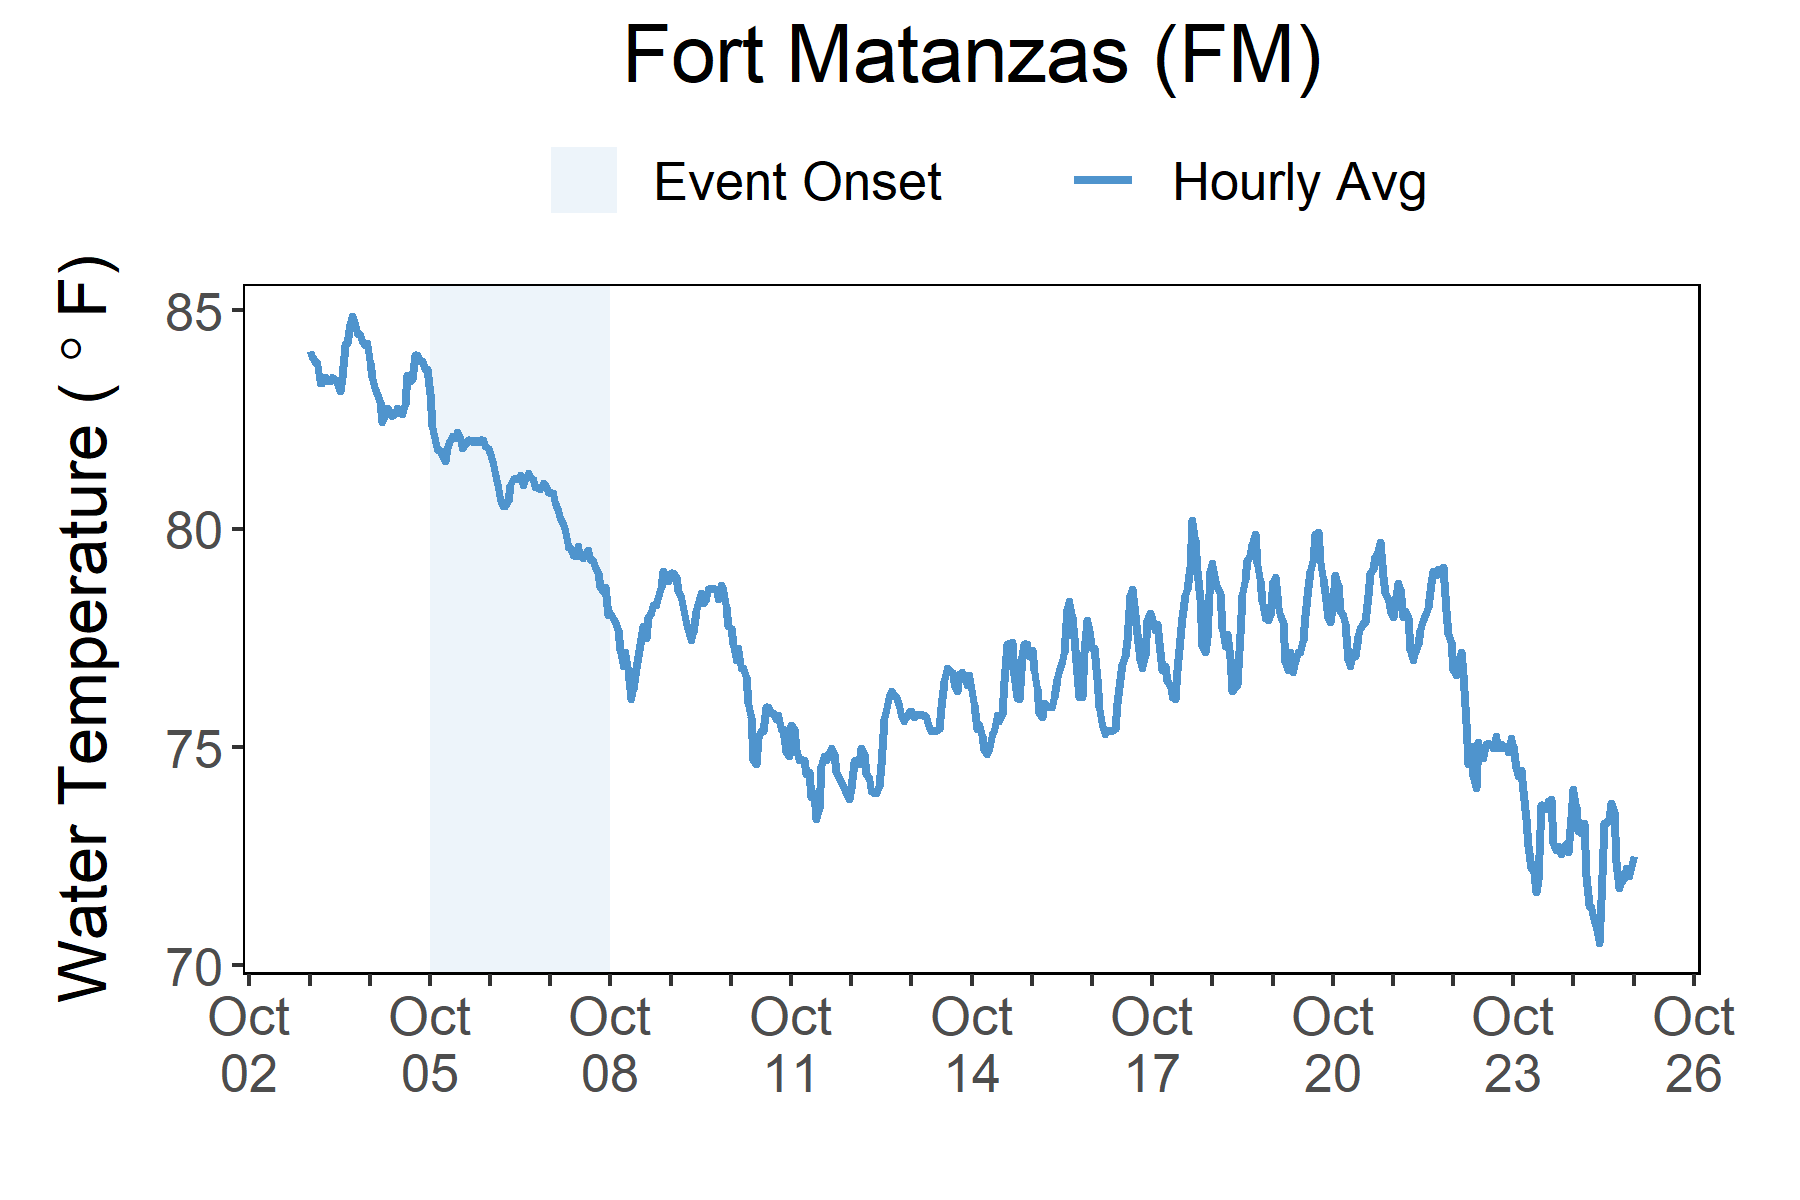 Fort Matanzas (FM)
Event Onset
Hourly Avg
Water Temperature ( ° F)
85
80
75
70
Oct 02
Oct 05
Oct 08
Oct 11
Oct 14
Oct 17
Oct 20
Oct 23
Oct 26